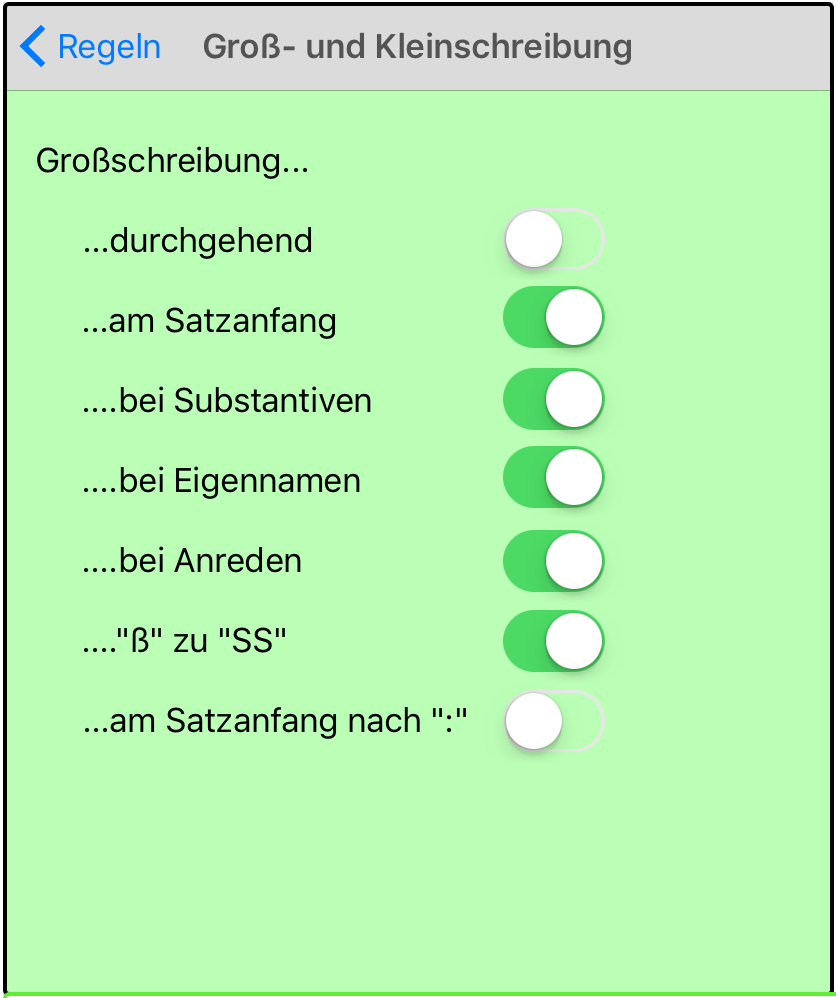 Regeln Groß- und Kleinschreibung
Großschreibung...
...durchgehend
...am Satzanfang
....bei Substantiven
....bei Eigennamen
....bei Anreden
...."ß" zu "SS"
...am Satzanfang nach ":"